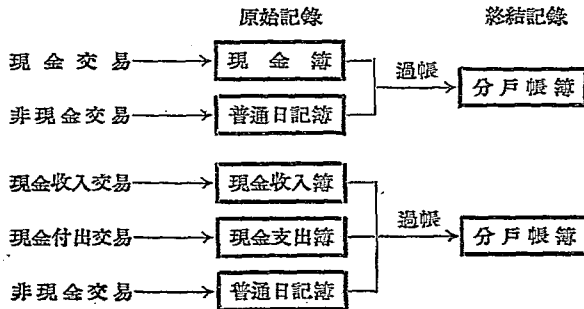 原始記錄 終結記錄
現金交易 現金簿
過帳 分戶帳簿
非現金交易 普通日記簿
現金收入交易 現金收入簿
現金付出交易 現金支出簿 過帳 分戶帳簿
非現金交易 普通日記簿